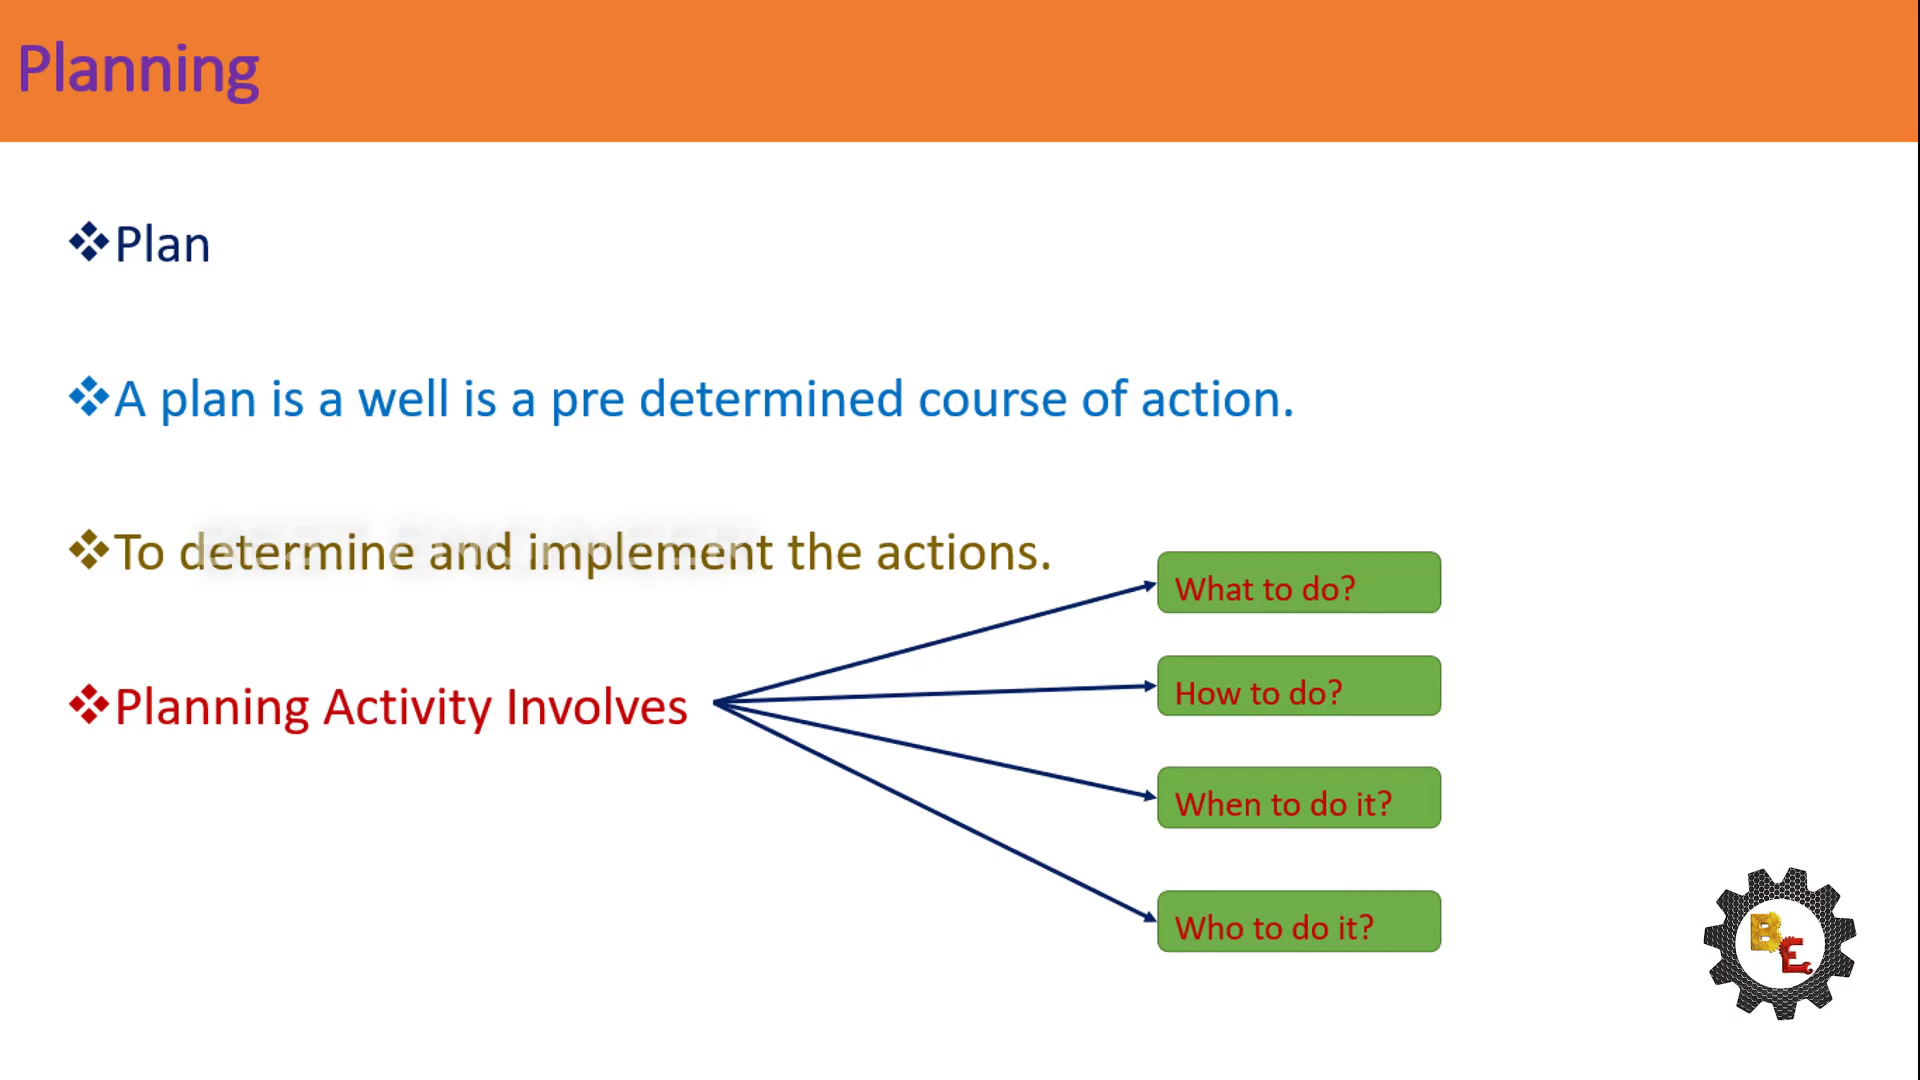 Planning
Plan
A plan is a well is a pre determined course of action.
To determine and implement the actions.
What to do?
How to do?
Planning Activity Involves
When to do it?
Who to do it?
BE